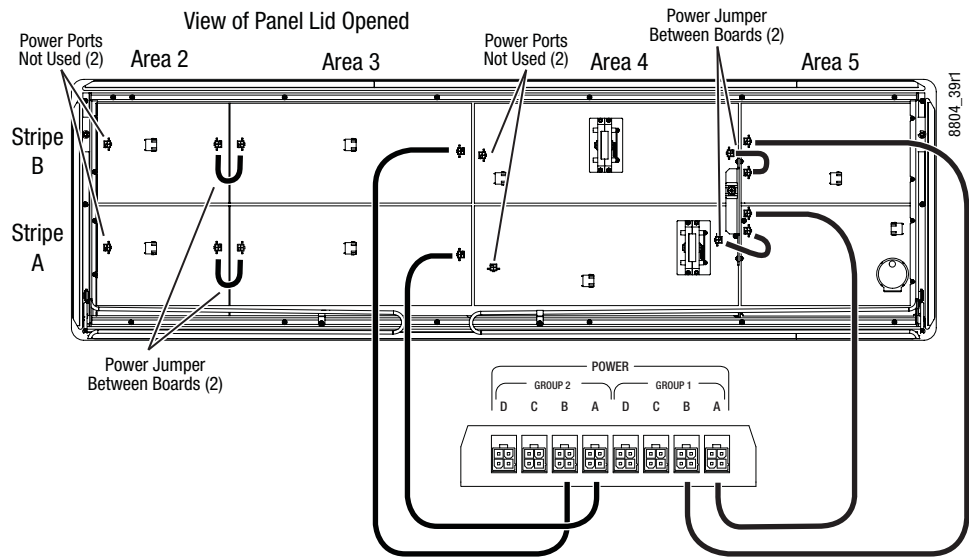 View of Panel Lid Opened
Power Ports
Not Used (2)
Area 2
Area 3
Power Ports
Not Used (2)
Area 4
Power Jumper
Between Boards (2)
Area 5
8804_39r1
Stripe
B
Stripe
A
Power Jumper
Between Boards (2)
POWER
GROUP 2
GROUP 1
D C B A D C B A